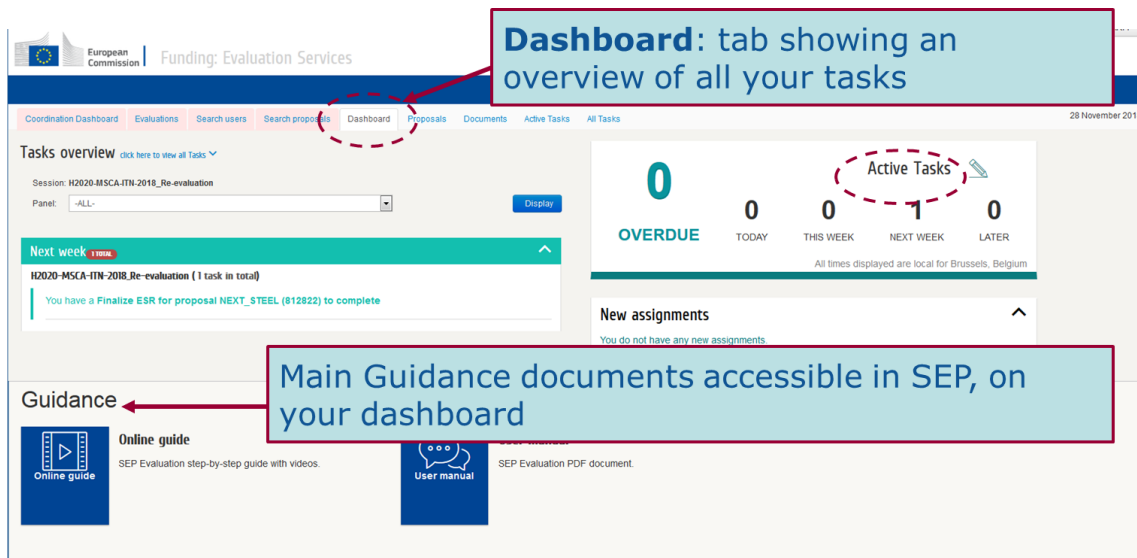 Dashboard: tab showing an
overview of all your tasks
European
Commission
Funding: Evaluation Services
Coordination Dashboard Evaluations Search users Search proposals Dashboard Proposals Documents Active Tasks All Tasks
28 November 201
Tasks overview click here to view all Tasks
Session: H2020-MSCA-ITN-2018_Re-evaluation
Panel: -ALL- Display
Next week 1 TOTAL
H2020-MSCA-ITN-2018_Re-evaluation ( 1 task in total)
You have a Finalize ESR for proposal NEXT_STEEL (812822) to complete
Active Tasks
0 0 0 1 0
OVERDUE TODAY THIS WEEK NEXT WEEK LATER
All times displayed are local for Brussels, Belgium
New assignments
You do not have any new assignments.
Main Guidance documents accessible in SEP, on
your dashboard
Guidance
Online guide
SEP Evaluation step-by-step guide with videos.
Online guide
SEP Evaluation PDF document.
User manual